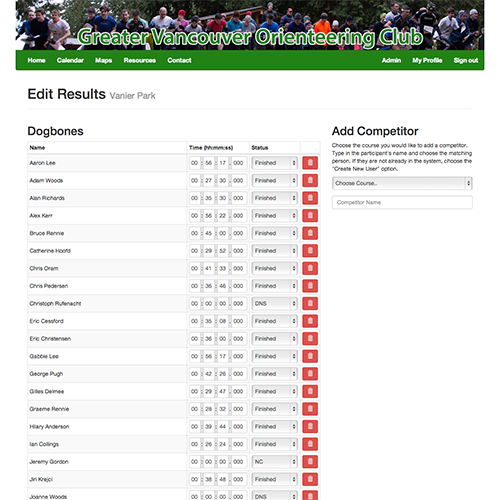 Greater Vancouver Orienteering Club
Home Calendar Maps Resources Contact Admin My Profile Sign out
Edit Results Vanier Park
Dogbones
Name Time (hh:mm:ss) Status
Aaron Lee 00 : 56 : 17 . 000 Finished
Adam Woods 00 : 27 : 30 . 000 Finished
Alan Richards 00 : 35 : 30 . 000 Finished
Alex Kerr 00 : 56 : 22 . 000 Finished
Bruce Rennie 00 : 45 : 00 . 000 Finished
Catherine Hoofd 00 : 29 : 52 . 000 Finished
Chris Oram 00 : 41 : 33 . 000 Finished
Chris Pedersen 00 : 36 : 46 . 000 Finished
Christoph Rufenacht 00 : 00 : 00 . 000 DNS
Eric Cessford 00 : 35 : 08 . 000 Finished
Eric Christensen 00 : 36 : 00 . 000 Finished
Gabbie Lee 00 : 56 : 17 . 000 Finished
George Pugh 00 : 42 : 26 . 000 Finished
Gilles Delmee 00 : 29 : 47 . 000 Finished
Graeme Rennie 00 : 28 : 32 . 000 Finished
Hilary Anderson 00 : 39 : 44 . 000 Finished
Ian Collings 00 : 26 : 24 . 000 Finished
Jeremy Gordon 00 : 00 : 00 . 000 NC
Jiri Krejci 00 : 38 : 48 . 000 Finished
Joanne Woods 00 : 00 : 00 . 000 DNS
Add Competitor
Choose the course you would like to add a competitor.
Type in the participant's name and choose the matching
person. If they are not already in the system, choose the
"Create New User" option.
Choose Course..
Competitor Name